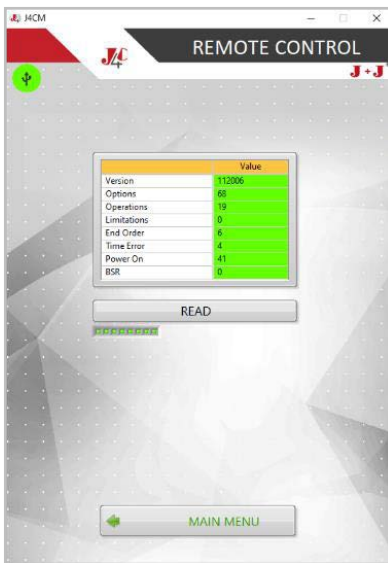 J4CM
J4C
REMOTE CONTROL
J+J
Value
Version 112006
Options 68
Operations 19
Limitations 0
End Order 6
Time Error 4
Power On 41
BSR 0
READ
MAIN MENU